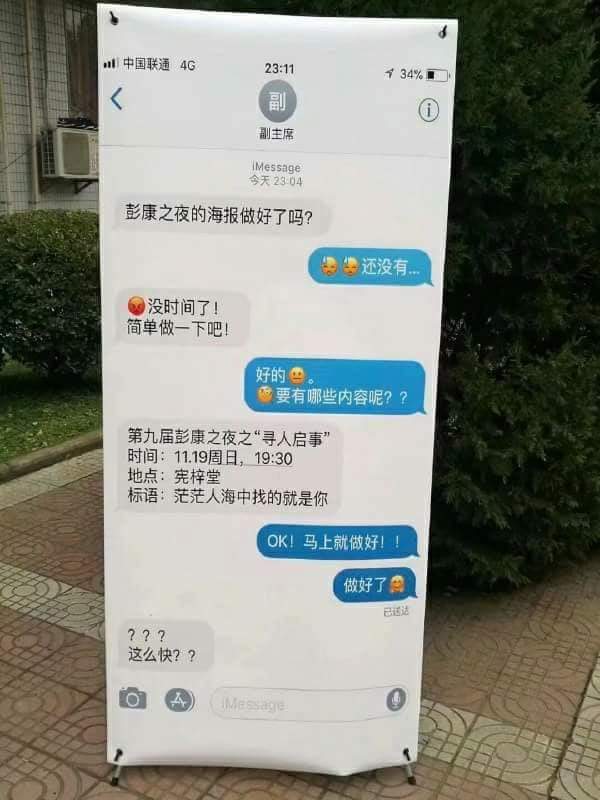 中国联通 4G
23:11
34%
副
副主席
iMessage
今天 23:04
彭康之夜的海报做好了吗?
😓😓还没有...
😡没时间了!
简单做一下吧!
好的😐。
🤔要有哪些内容呢? ?
第九届彭康之夜之“寻人启事”
时间: 11.19周日, 19:30
地点: 宪梓堂
标语: 茫茫人海中找的就是你
OK! 马上就做好! !
做好了🤗
已送达
? ? ?
这么快? ?
iMessage